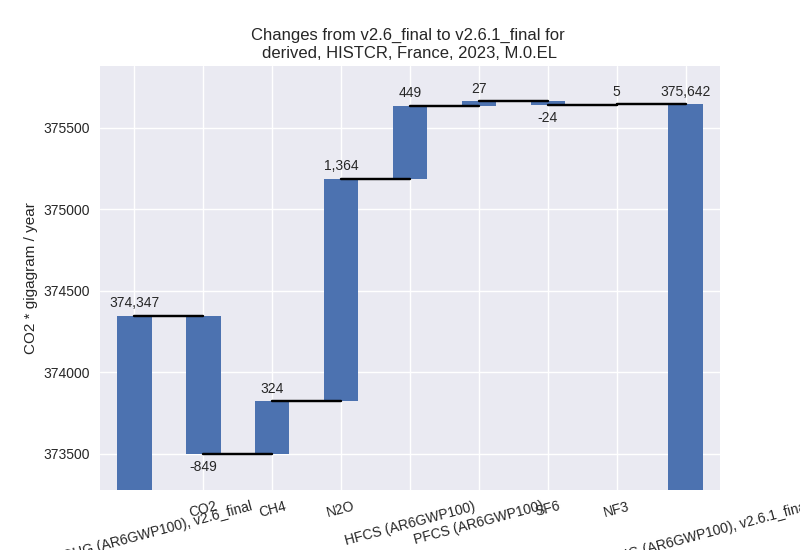 Changes from v2.6_final to v2.6.1_final for
derived, HISTCR, France, 2023, M.0.EL
CO2 * gigagram / year
375500
375000
374500
374000
373500
374,347
-849
324
1,364
449
27
-24
5
375,642
(AR6GWP100), v2.6_final
CO2
CH4
N2O
HFCS (AR6GWP100)
PFCS (AR6GWP100)
SF6
NF3
(AR6GWP100), v2.6.1_fina